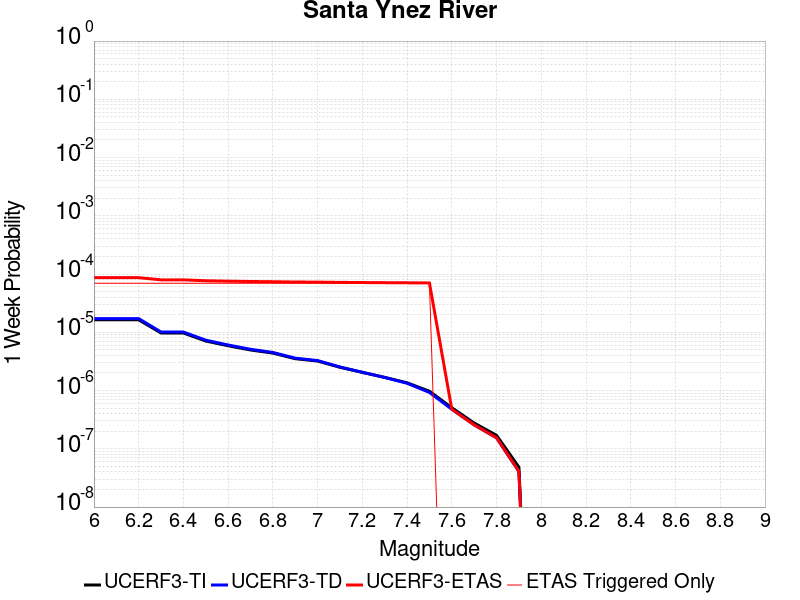 Santa Ynez River
1 Week Probability
10^0
10^-1
10^-2
10^-3
10^-4
10^-5
10^-6
10^-7
10^-8
6 6.2 6.4 6.6 6.8 7 7.2 7.4 7.6 7.8 8 8.2 8.4 8.6 8.8 9
Magnitude
UCERF3-TI UCERF3-TD UCERF3-ETAS ETAS Triggered Only